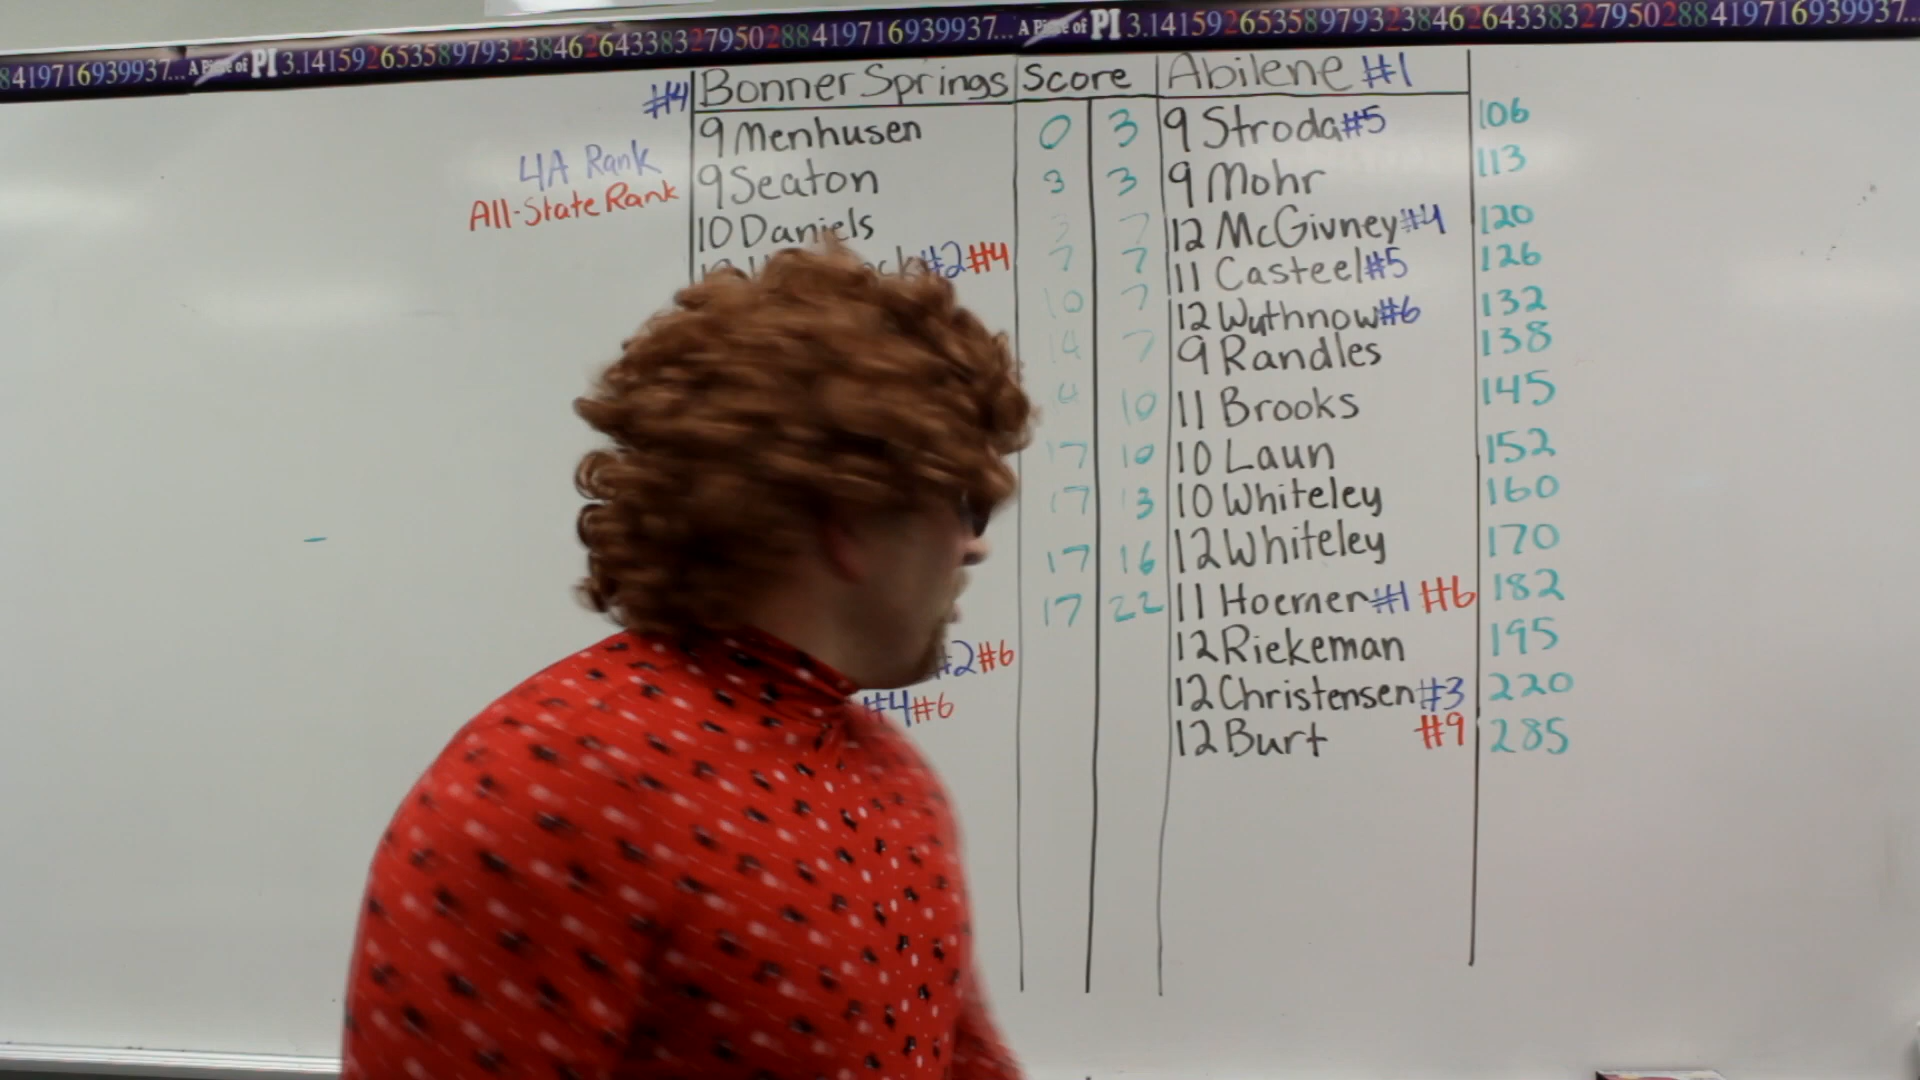 8419716939937... A Piece of PI 3.14159265358979323846264338327950288419716939937... A Piece of PI 3.14159265358979323846264338327950288419716939937...
#4 Bonner Springs Score Abilene #1
9 Menhusen 0 3 9 Stroda #5 106
4A Rank
All-State Rank
9 Seaton 3 3 9 Mohr 113
10 Daniels 3 7 12 McGivney #4 120
ck #2 #4 7 7 11 Casteel #5 126
10 7 12 Wuthnow #6 132
14 7 9 Randles 138
10 11 Brooks 145
17 10 10 Laun 152
17 13 10 Whiteley 160
17 16 12 Whiteley 170
17 22 11 Hoerner #1 #6 182
12 Riekeman 195
#2 #6 12 Christensen #3 220
#4 #6 12 Burt #9 285